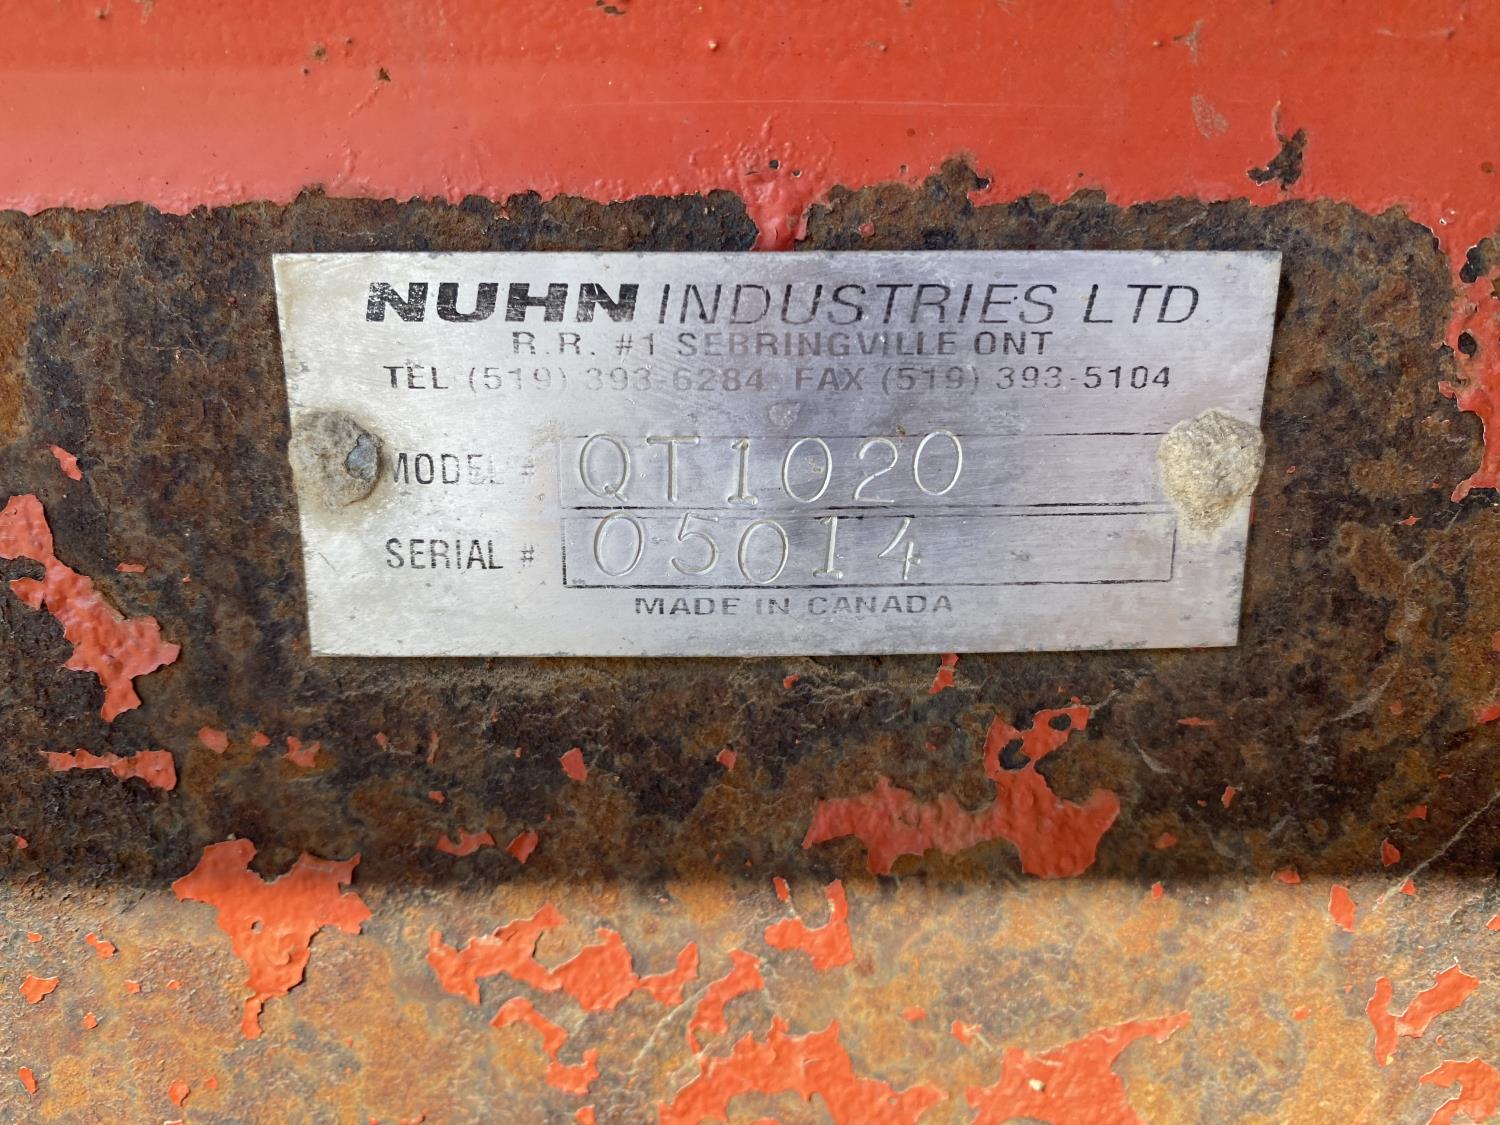 NUHN INDUSTRIES LTD.
R.R. #1 SEBRINGVILLE ONT
TEL (519) 393-6284 FAX (519) 393-5104
MODEL # QT1020
SERIAL # 05014
MADE IN CANADA